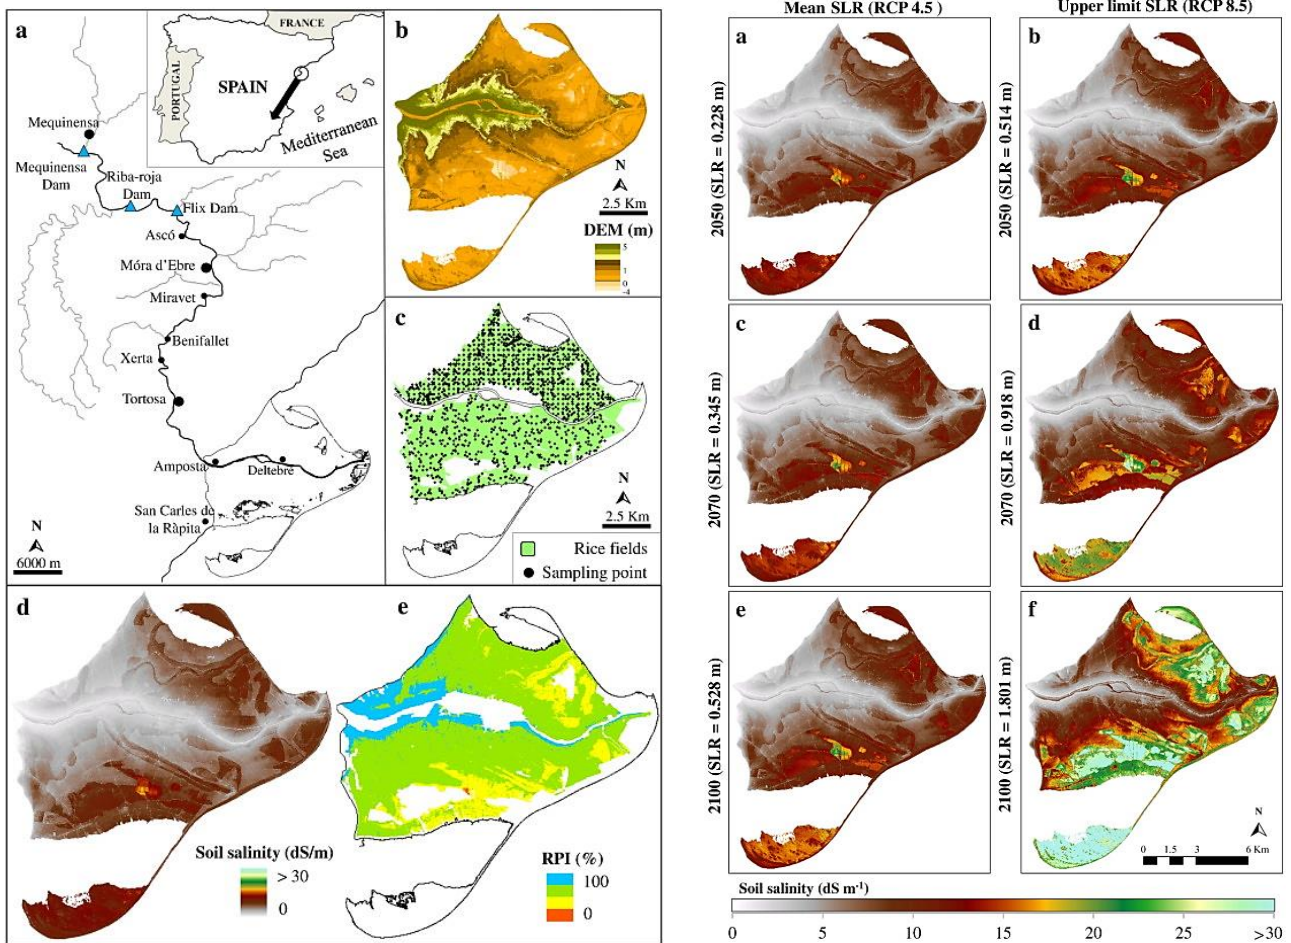 a
FRANCE
PORTUGAL
SPAIN
Mediterranean
Sea
Mequinensa
Mequinensa
Dam
Riba-roja
Dam
Flix Dam
Ascó
Móra d’Ebre
Miravet
Benifallet
Xerta
Tortosa
Amposta
Deltebre
San Carles de
la Ràpita
N
6000 m
b
N
2.5 Km
DEM (m)
5
1
0
-4
c
N
2.5 Km
Rice fields
Sampling point
d
Soil salinity (dS/m)
> 30
0
e
RPI (%)
100
0
Mean SLR (RCP 4.5 )
Upper limit SLR (RCP 8.5)
2050 (SLR = 0.228 m)
a
2050 (SLR = 0.514 m)
b
2070 (SLR = 0.345 m)
c
2070 (SLR = 0.918 m)
d
2100 (SLR = 0.528 m)
e
2100 (SLR = 1.801 m)
f
N
0 1.5 3 6 Km
Soil salinity (dS m-1)
0 5 10 15 20 25 >30